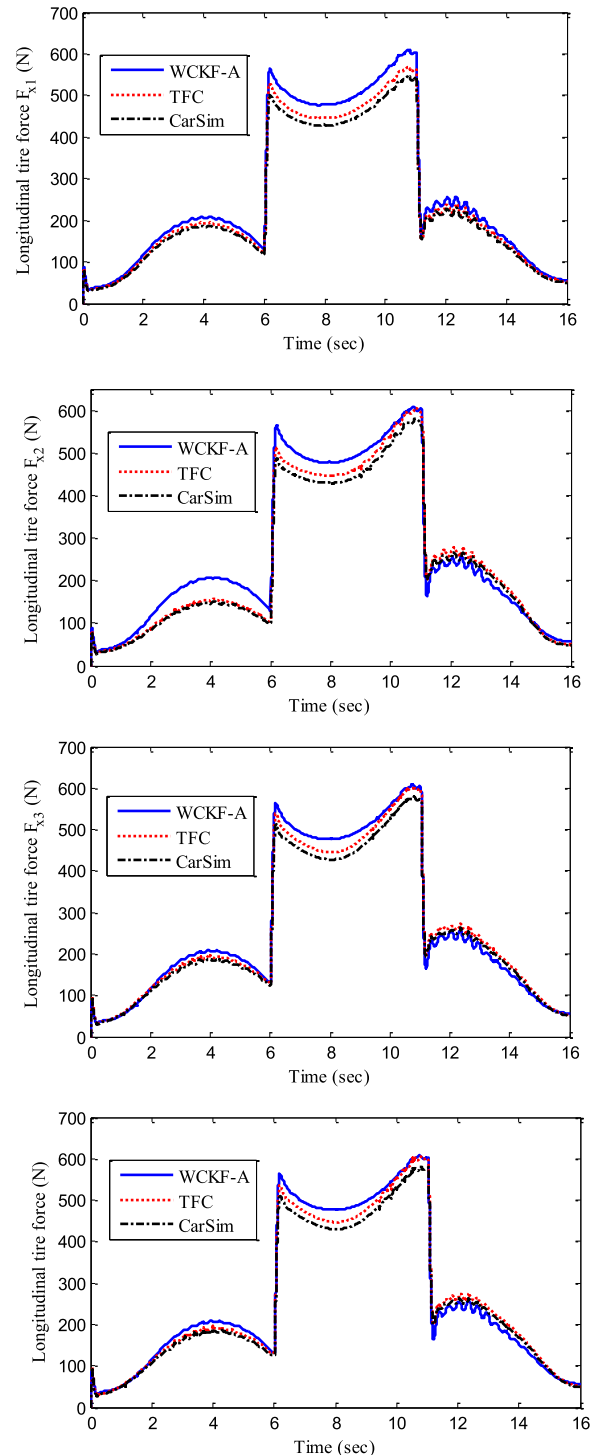 700
600
500
400
300
200
100
0
Longitudinal tire force Fx1 (N)
WCKF-A
TFC
CarSim
0 2 4 6 8 10 12 14 16
Time (sec)
600
500
400
300
200
100
0
Longitudinal tire force Fx2 (N)
WCKF-A
TFC
CarSim
0 2 4 6 8 10 12 14 16
Time (sec)
700
600
500
400
300
200
100
0
Longitudinal tire force Fx3 (N)
WCKF-A
TFC
CarSim
0 2 4 6 8 10 12 14 16
Time (sec)
700
600
500
400
300
200
100
0
Longitudinal tire force (N)
WCKF-A
TFC
CarSim
0 2 4 6 8 10 12 14 16
Time (sec)